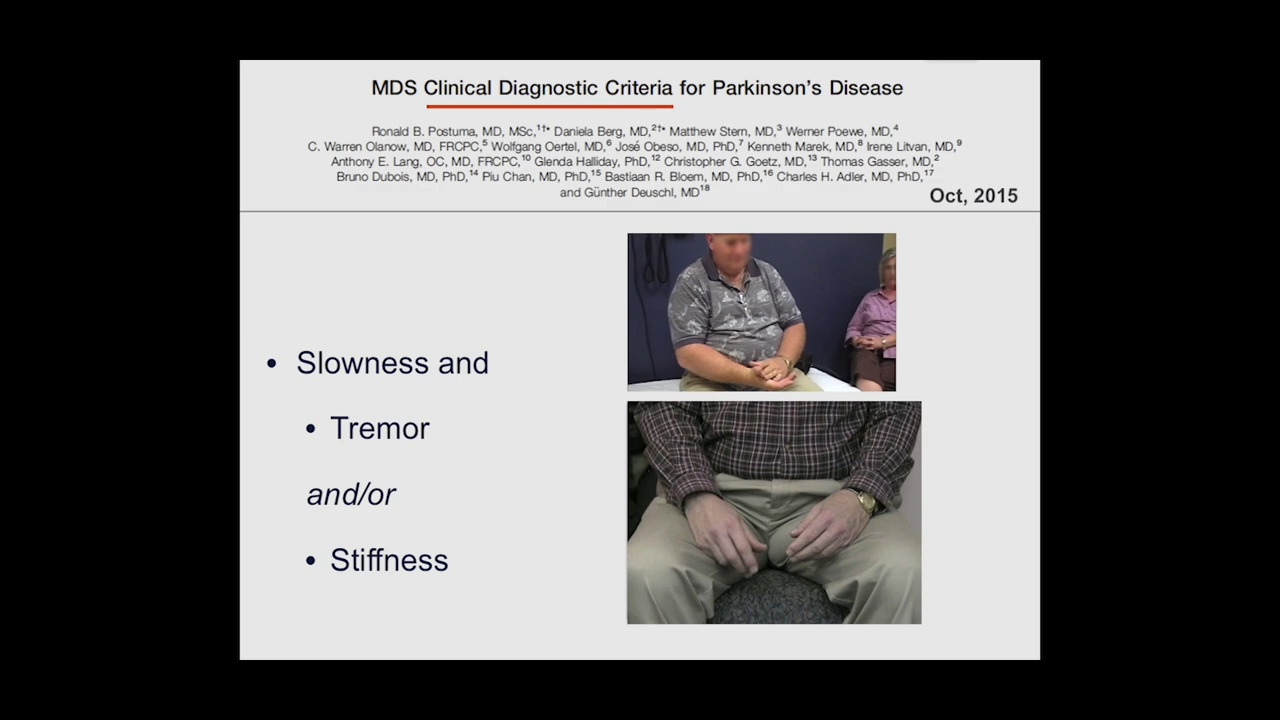 MDS Clinical Diagnostic Criteria for Parkinson's Disease
Ronald B. Postuma, MD, MSc,1†* Daniela Berg, MD,2†* Matthew Stern, MD,3 Werner Poewe, MD,4
C. Warren Olanow, MD, FRCPC,5 Wolfgang Oertel, MD,6 José Obeso, MD, PhD,7 Kenneth Marek, MD,8 Irene Litvan, MD,9
Anthony E. Lang, OC, MD, FRCPC,10 Glenda Halliday, PhD,12 Christopher G. Goetz, MD,13 Thomas Gasser, MD,2
Bruno Dubois, MD, PhD,14 Piu Chan, MD, PhD,15 Bastiaan R. Bloem, MD, PhD,16 Charles H. Adler, MD, PhD,17
and Günther Deuschl, MD18
Oct, 2015
• Slowness and
• Tremor
and/or
• Stiffness